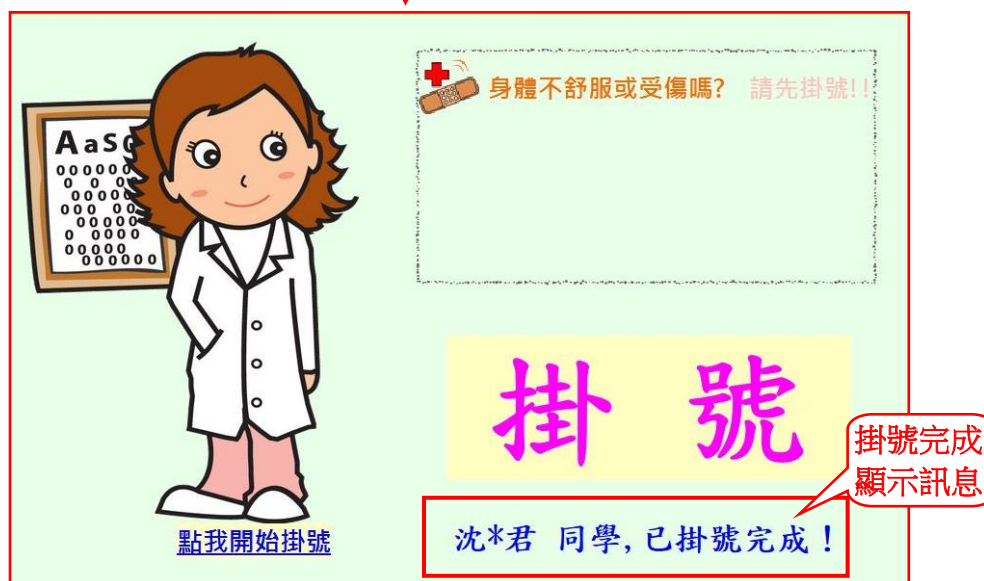 身體不舒服或受傷嗎? 請先掛號!!
AaS
掛 號
掛號完成
顯示訊息
點我開始掛號
沈*君 同學,已掛號完成!